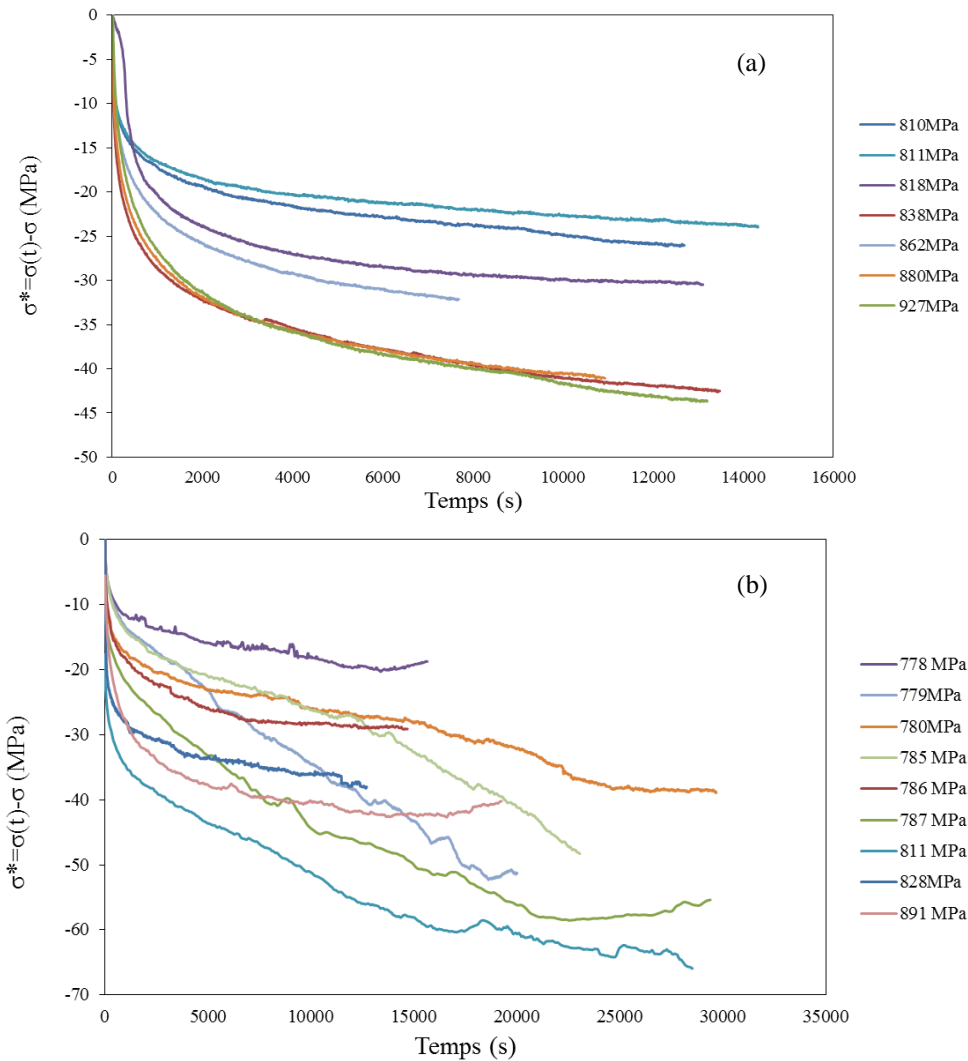 (a)
σ*=σ(t)-σ (MPa)
0
-5
-10
-15
-20
-25
-30
-35
-40
-45
-50
0 2000 4000 6000 8000 10000 12000 14000 16000
Temps (s)
810MPa
811MPa
818MPa
838MPa
862MPa
880MPa
927MPa
(b)
σ*=σ(t)-σ (MPa)
0
-10
-20
-30
-40
-50
-60
-70
0 5000 10000 15000 20000 25000 30000 35000
Temps (s)
778 MPa
779MPa
780MPa
785 MPa
786 MPa
787 MPa
811 MPa
828MPa
891 MPa